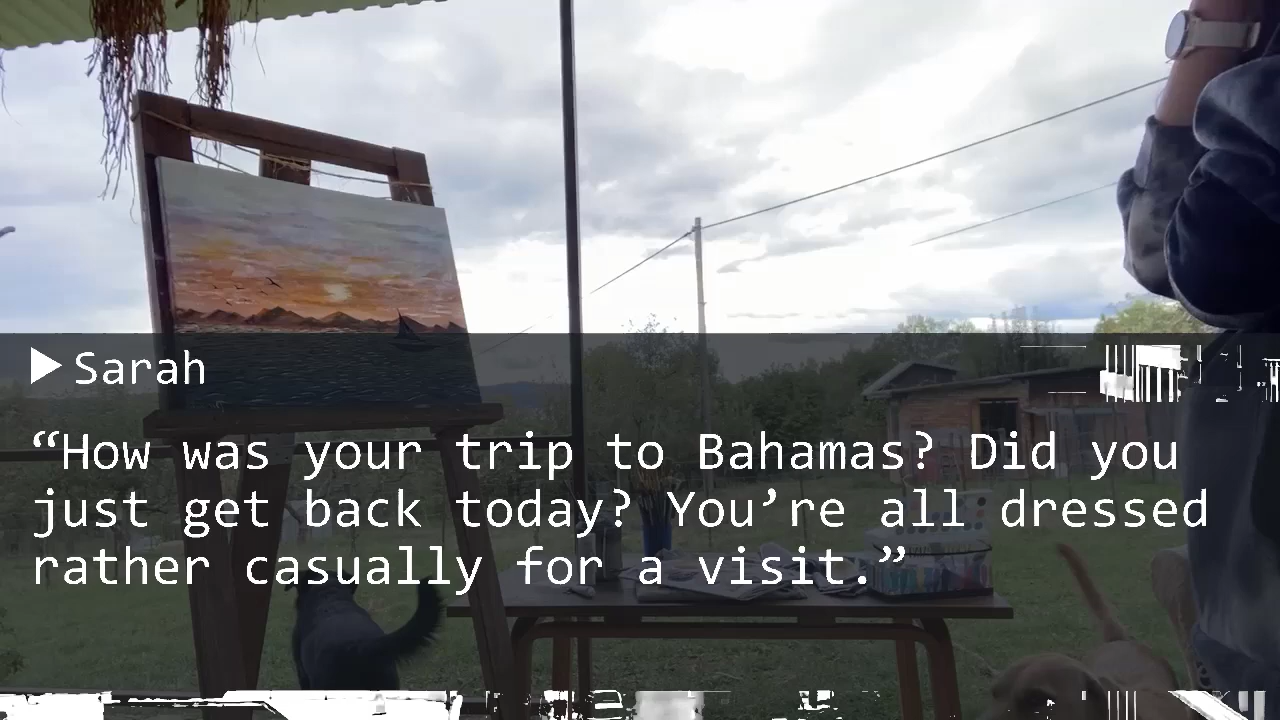 Sarah
“How was your trip to Bahamas? Did you
just get back today? You’re all dressed
rather casually for a visit.”